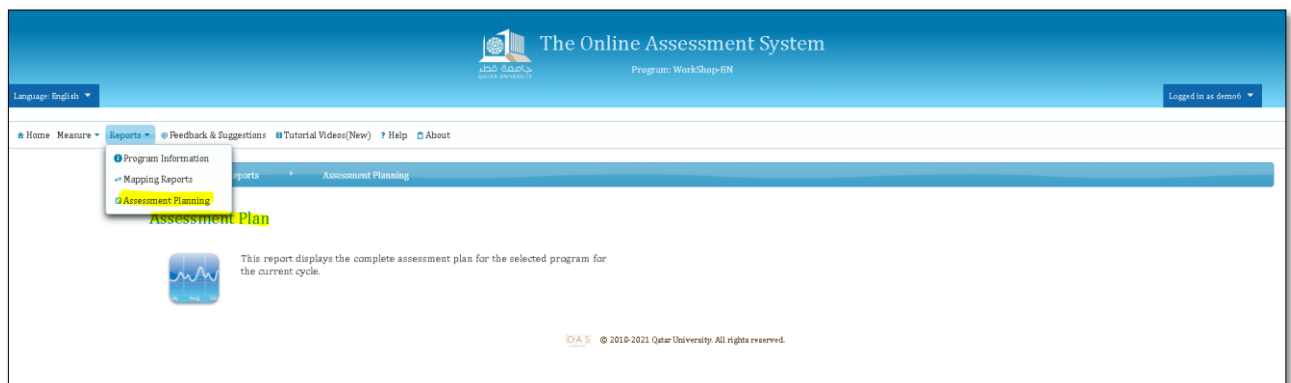 The Online Assessment System
جامعة قطر
QATAR UNIVERSITY
Program: WorkShop-EN
Language: English
Logged in as demo6
Home Measure Reports Feedback & Suggestions Tutorial Videos(New) ? Help About
Program Information
Mapping Reports
Assessment Planning
eports Assessment Planning
Assessment Plan
This report displays the complete assessment plan for the selected program for
the current cycle.
OAS © 2010-2021 Qatar University. All rights reserved.